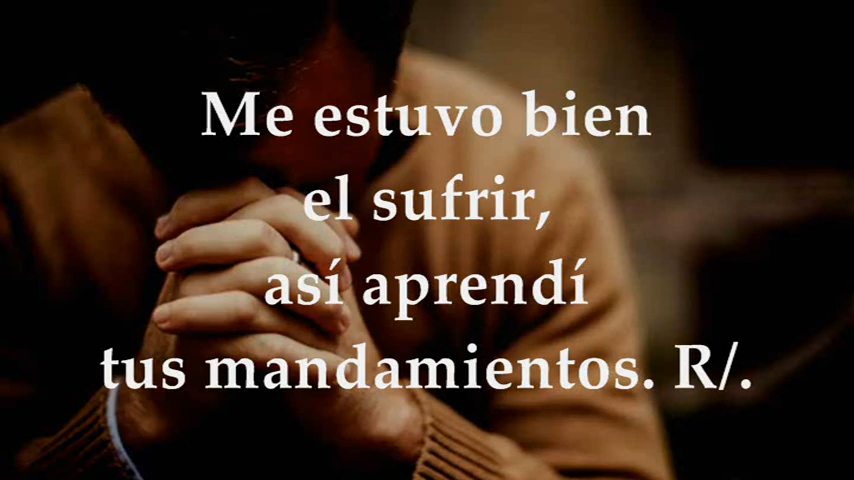 Me estuvo bien
el sufrir,
así aprendí
tus mandamientos. R/.